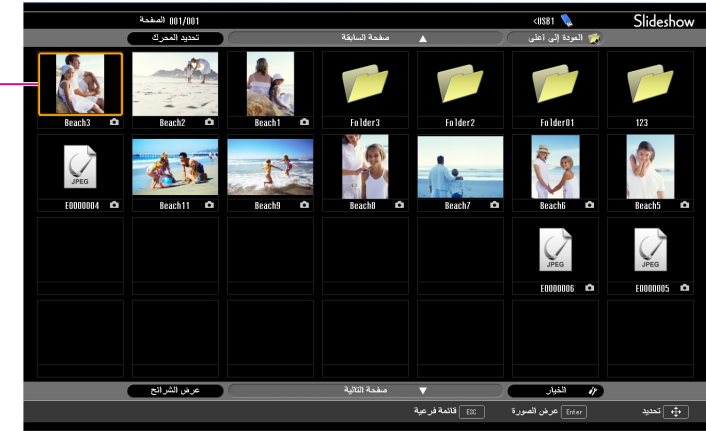 Slideshow
USB1>
الصفحة 001/001
العودة إلى أعلى
صفحة السابقة
تحديد المحرك
123
Folder01
Folder2
Folder3
Beach1
Beach2
Beach3
Beach5
Beach6
Beach7
Beach8
Beach9
Beach11
JPEG
E0000004
JPEG
E0000005
JPEG
E0000006
الخيار
صفحة التالية
عرض الشرائح
تحديد
Enter عرض الصورة
ESC قائمة فرعية